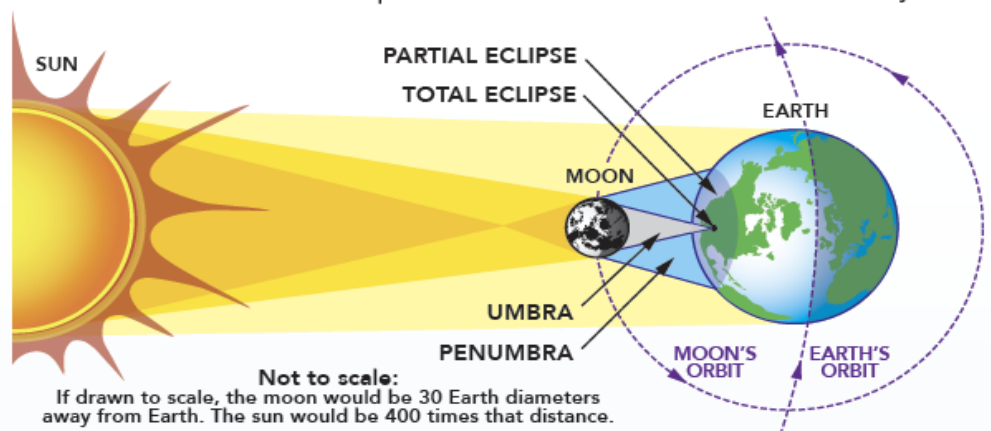 SUN
PARTIAL ECLIPSE
TOTAL ECLIPSE
EARTH
MOON
UMBRA
PENUMBRA
MOON'S
ORBIT
EARTH'S
ORBIT
Not to scale:
If drawn to scale, the moon would be 30 Earth diameters
away from Earth. The sun would be 400 times that distance.